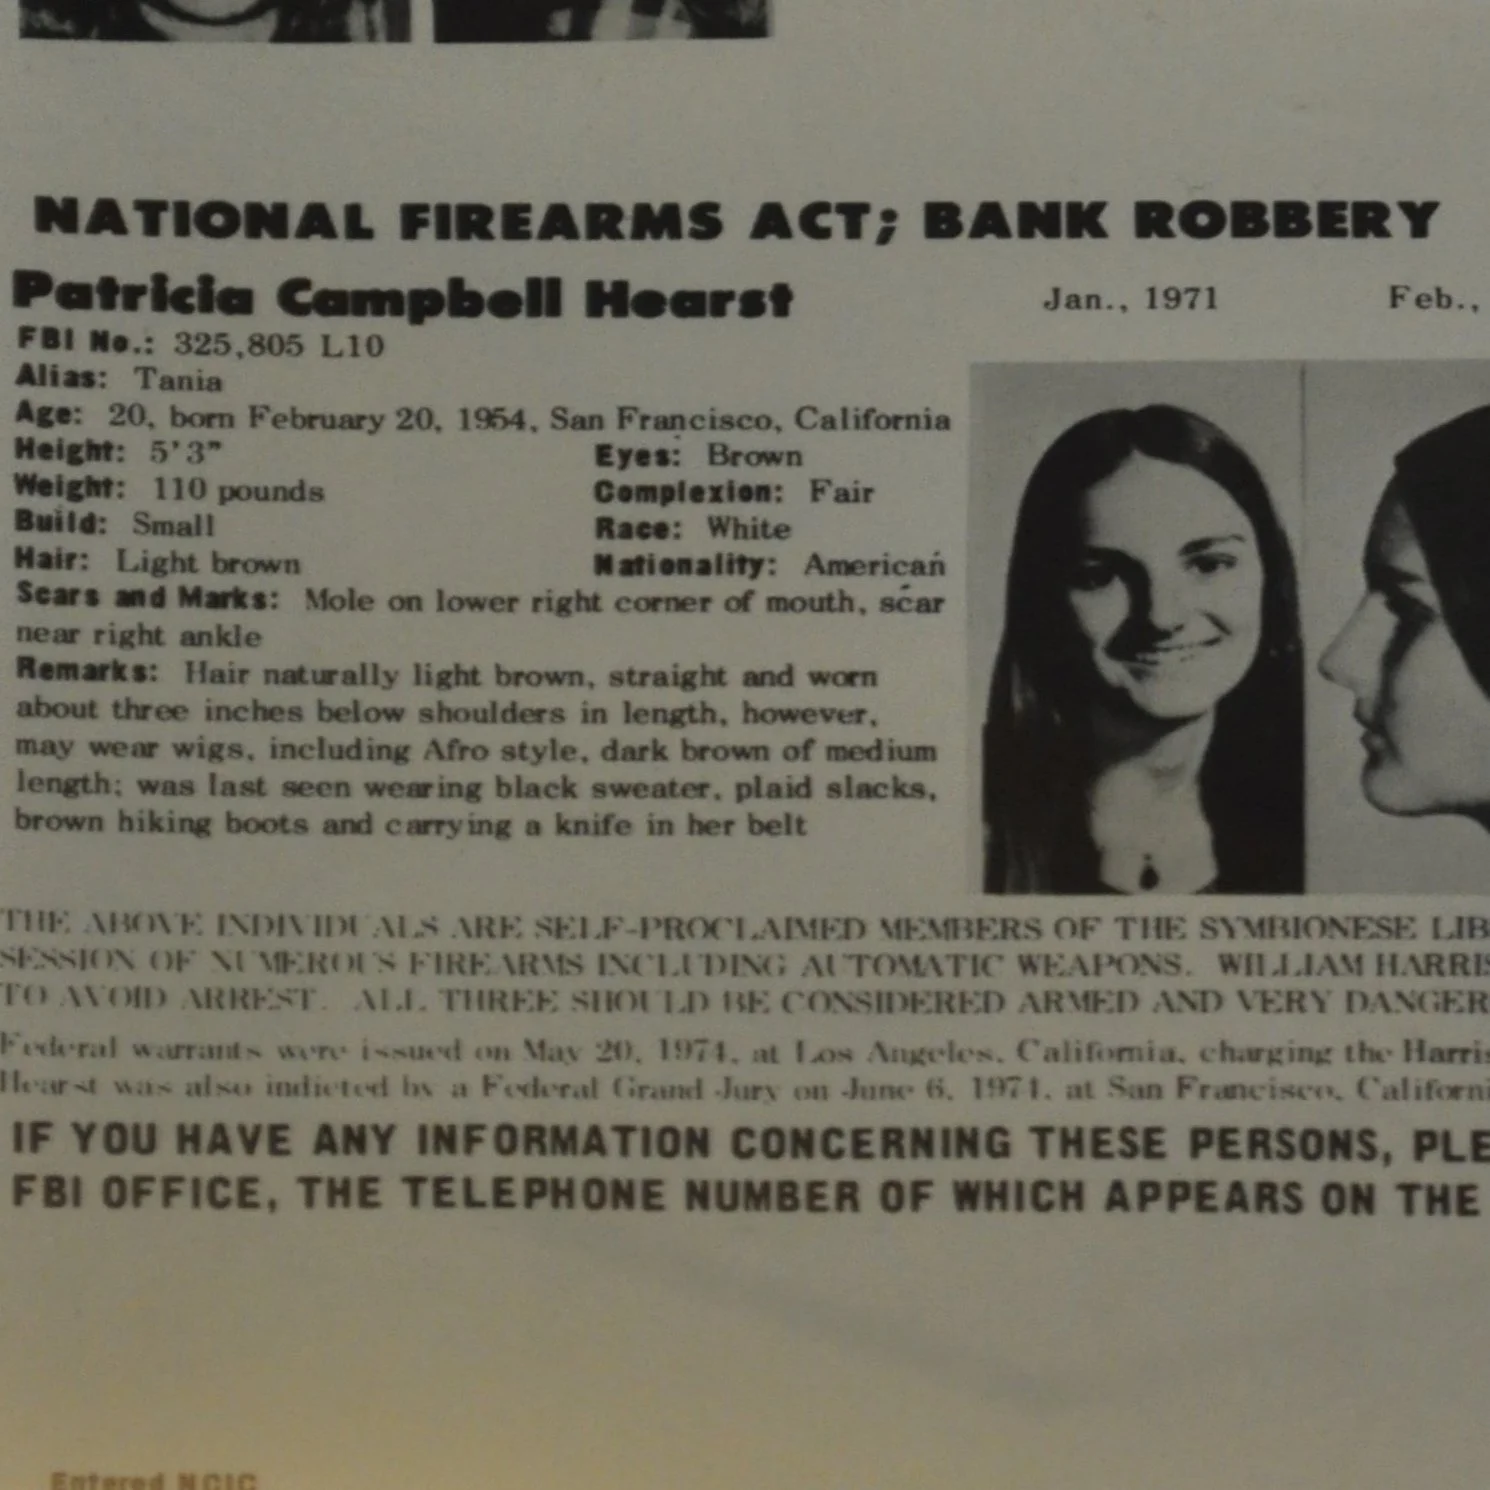 NATIONAL FIREARMS ACT; BANK ROBBERY
Patricia Campbell Hearst
Jan., 1971 Feb.,
FBI No.: 325,805 L10
Alias: Tania
Age: 20, born February 20, 1954, San Francisco, California
Height: 5'3" Eyes: Brown
Weight: 110 pounds Complexion: Fair
Build: Small Race: White
Hair: Light brown Nationality: American
Scars and Marks: Mole on lower right corner of mouth, scar
near right ankle
Remarks: Hair naturally light brown, straight and worn
about three inches below shoulders in length, however,
may wear wigs, including Afro style, dark brown of medium
length; was last seen wearing black sweater, plaid slacks,
brown hiking boots and carrying a knife in her belt
THE ABOVE INDIVIDUALS ARE SELF-PROCLAIMED MEMBERS OF THE SYMBIONESE LIB
SESSION OF NUMEROUS FIREARMS INCLUDING AUTOMATIC WEAPONS. WILLIAM HARRIS
TO AVOID ARREST. ALL THREE SHOULD BE CONSIDERED ARMED AND VERY DANGER
Federal warrants were issued on May 20, 1974, at Los Angeles, California, charging the Harris
Hearst was also indicted by a Federal Grand Jury on June 6, 1974, at San Francisco, Californi
IF YOU HAVE ANY INFORMATION CONCERNING THESE PERSONS, PLE
FBI OFFICE, THE TELEPHONE NUMBER OF WHICH APPEARS ON THE
Entered NCIC